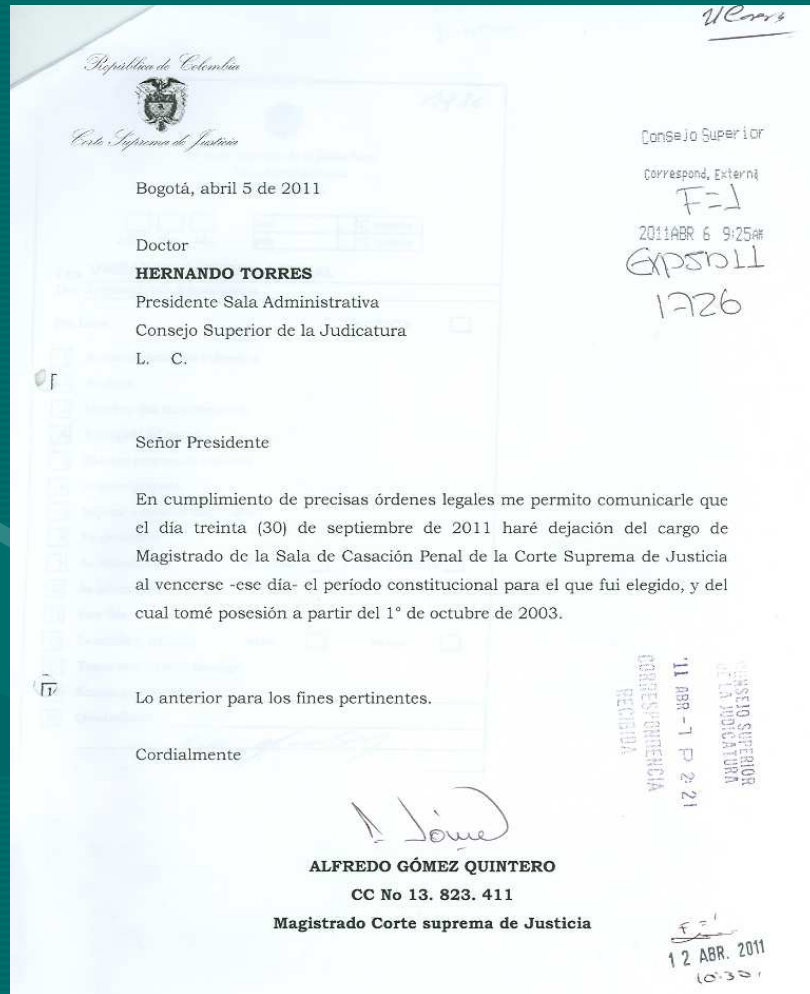 República de Colombia
Corte Suprema de Justicia
Consejo Superior
Correspond, Externa
F=1
2011ABR 6 9:25AM
EXPSD11
1726
Bogotá, abril 5 de 2011
Doctor
HERNANDO TORRES
Presidente Sala Administrativa
Consejo Superior de la Judicatura
L. C.
Señor Presidente
En cumplimiento de precisas órdenes legales me permito comunicarle que
el día treinta (30) de septiembre de 2011 haré dejación del cargo de
Magistrado de la Sala de Casación Penal de la Corte Suprema de Justicia
al vencerse -ese día- el período constitucional para el que fui elegido, y del
cual tomé posesión a partir del 1° de octubre de 2003.
Lo anterior para los fines pertinentes.
Cordialmente
CONSEJO SUPERIOR
DE LA JUDICATURA
'11 ABR -7 P 2:21
CORRESPONDENCIA
RECIBIDA
ALFREDO GÓMEZ QUINTERO
CC No 13. 823. 411
Magistrado Corte suprema de Justicia
12 ABR. 2011
10:30